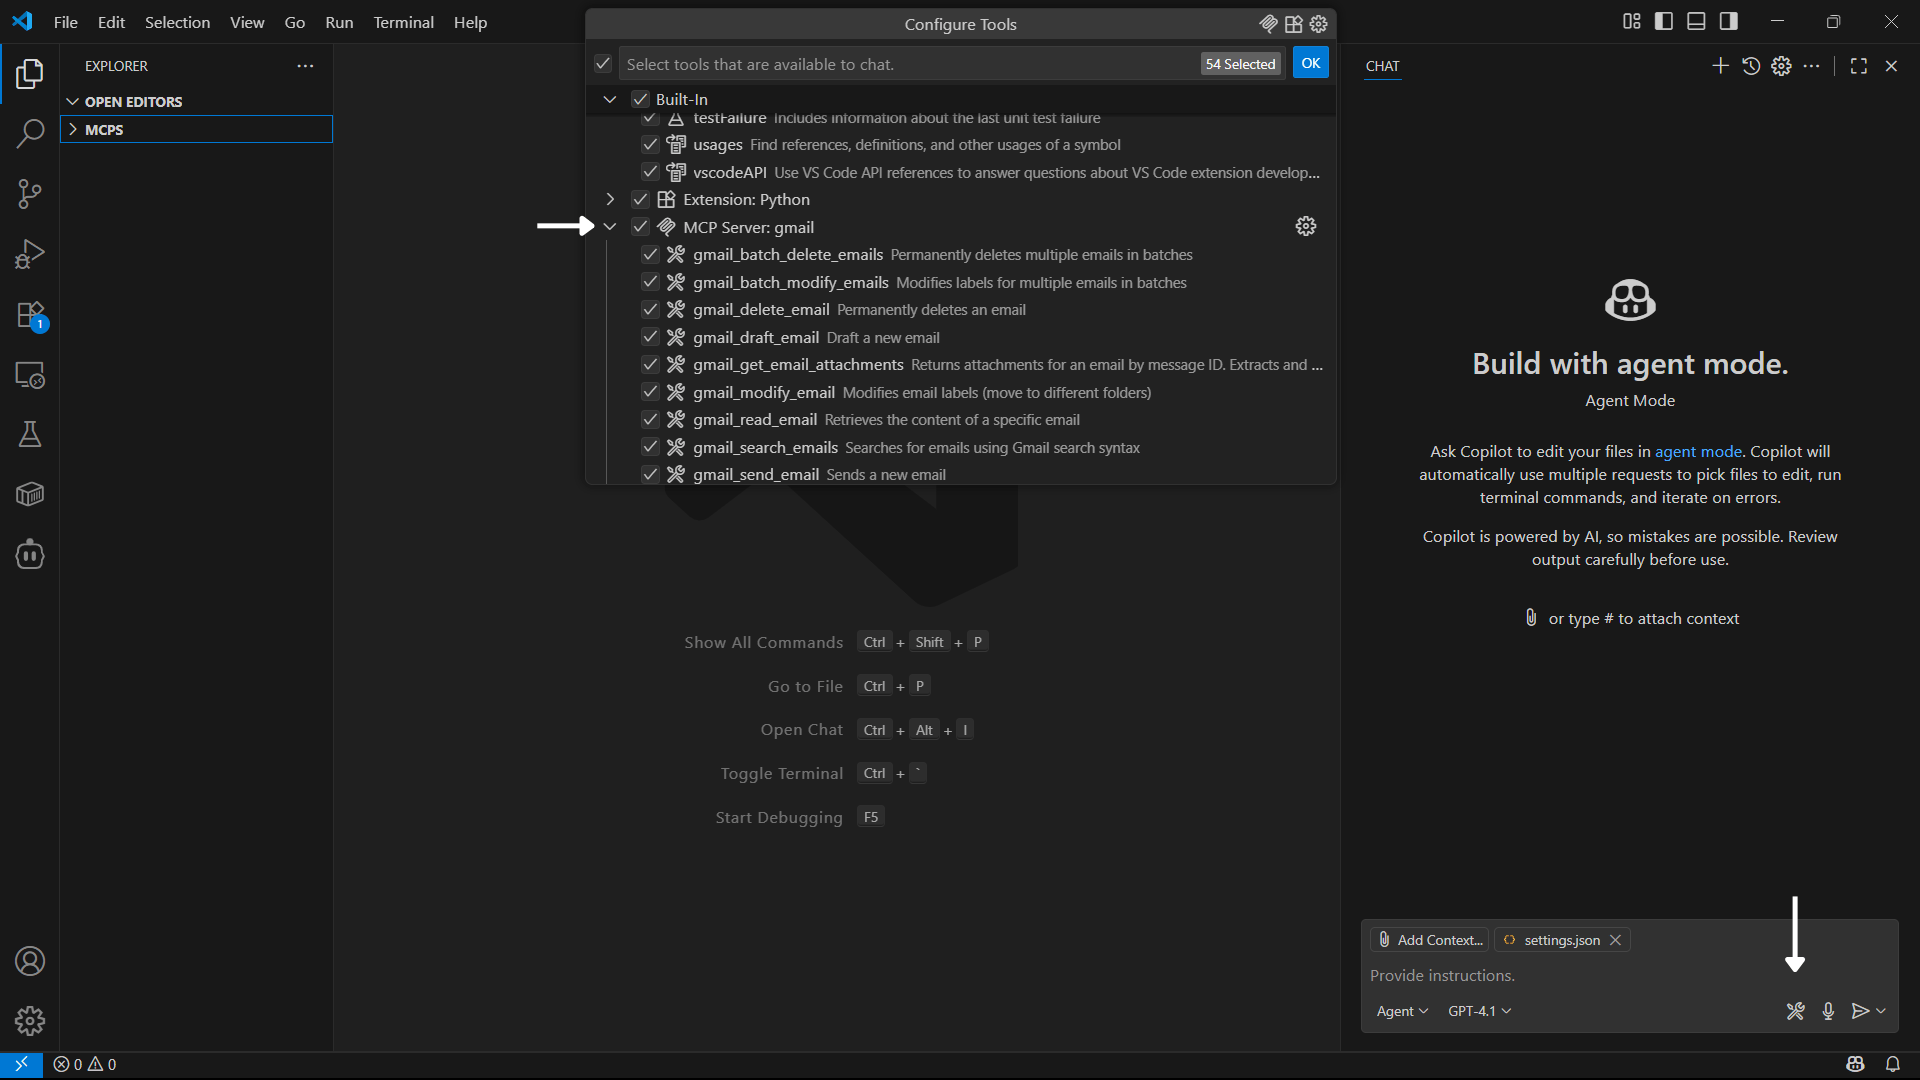 File Edit Selection View Go Run Terminal Help
Configure Tools
Select tools that are available to chat. 54 Selected OK
Built-In
testFailure Includes information about the last unit test failure
usages Find references, definitions, and other usages of a symbol
vscodeAPI Use VS Code API references to answer questions about VS Code extension develop...
Extension: Python
MCP Server: gmail
gmail_batch_delete_emails Permanently deletes multiple emails in batches
gmail_batch_modify_emails Modifies labels for multiple emails in batches
gmail_delete_email Permanently deletes an email
gmail_draft_email Draft a new email
gmail_get_email_attachments Returns attachments for an email by message ID. Extracts and ...
gmail_modify_email Modifies email labels (move to different folders)
gmail_read_email Retrieves the content of a specific email
gmail_search_emails Searches for emails using Gmail search syntax
gmail_send_email Sends a new email
EXPLORER
OPEN EDITORS
MCPS
1
Show All Commands Ctrl + Shift + P
Go to File Ctrl + P
Open Chat Ctrl + Alt + I
Toggle Terminal Ctrl + `
Start Debugging F5
CHAT
Build with agent mode.
Agent Mode
Ask Copilot to edit your files in agent mode. Copilot will
automatically use multiple requests to pick files to edit, run
terminal commands, and iterate on errors.
Copilot is powered by AI, so mistakes are possible. Review
output carefully before use.
or type # to attach context
Add Context... settings.json
Provide instructions.
Agent GPT-4.1
0 0